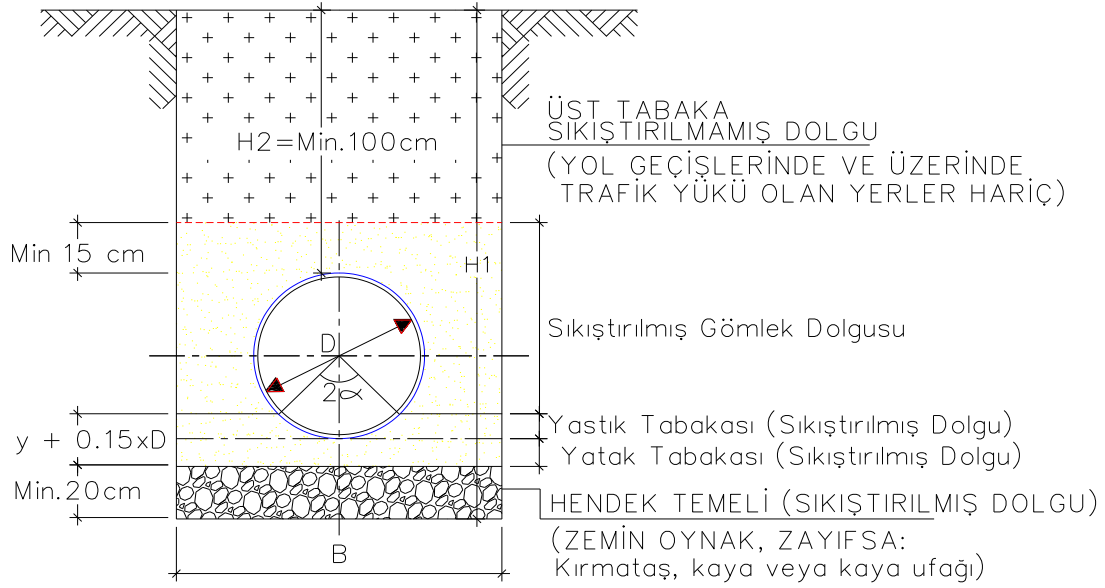 ÜST TABAKA
SIKIŞTIRILMAMIŞ DOLGU
(YOL GEÇİŞLERİNDE VE ÜZERİNDE
TRAFİK YÜKÜ OLAN YERLER HARİÇ)
H2=Min.100cm
Min 15 cm
H1
Sıkıştırılmış Gömlek Dolgusu
D
2α
y + 0.15xD
Yastık Tabakası (Sıkıştırılmış Dolgu)
Yatak Tabakası (Sıkıştırılmış Dolgu)
Min.20cm
HENDEK TEMELİ (SIKIŞTIRILMIŞ DOLGU)
(ZEMİN OYNAK, ZAYIFSA:
Kırmataş, kaya veya kaya ufağı)
B